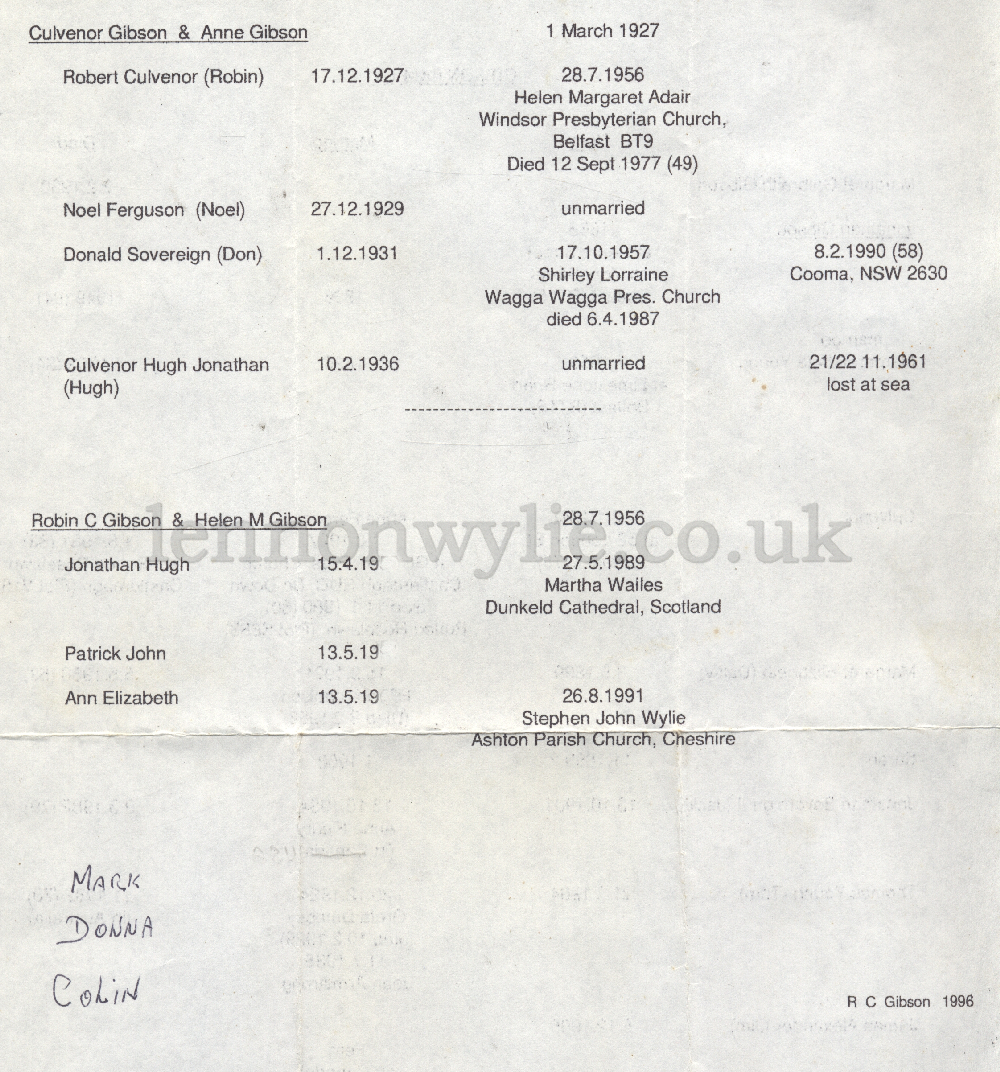 Culvenor Gibson & Anne Gibson 1 March 1927
Robert Culvenor (Robin) 17.12.1927 28.7.1956
Helen Margaret Adair
Windsor Presbyterian Church,
Belfast BT9
Died 12 Sept 1977 (49)
Noel Ferguson (Noel) 27.12.1929 unmarried
Donald Sovereign (Don) 1.12.1931 17.10.1957 8.2.1990 (58)
Shirley Lorraine Cooma, NSW 2630
Wagga Wagga Pres. Church
died 6.4.1987
Culvenor Hugh Jonathan 10.2.1936 unmarried 21/22 11.1961
(Hugh) lost at sea
Robin C Gibson & Helen M Gibson 28.7.1956
lennonwylie.co.uk
Jonathan Hugh 15.4.19 27.5.1989
Martha Wailes
Dunkeld Cathedral, Scotland
Patrick John 13.5.19
Ann Elizabeth 13.5.19 26.8.1991
Stephen John Wylie
Ashton Parish Church, Cheshire
MARK
DONNA
COLIN
R C Gibson 1996